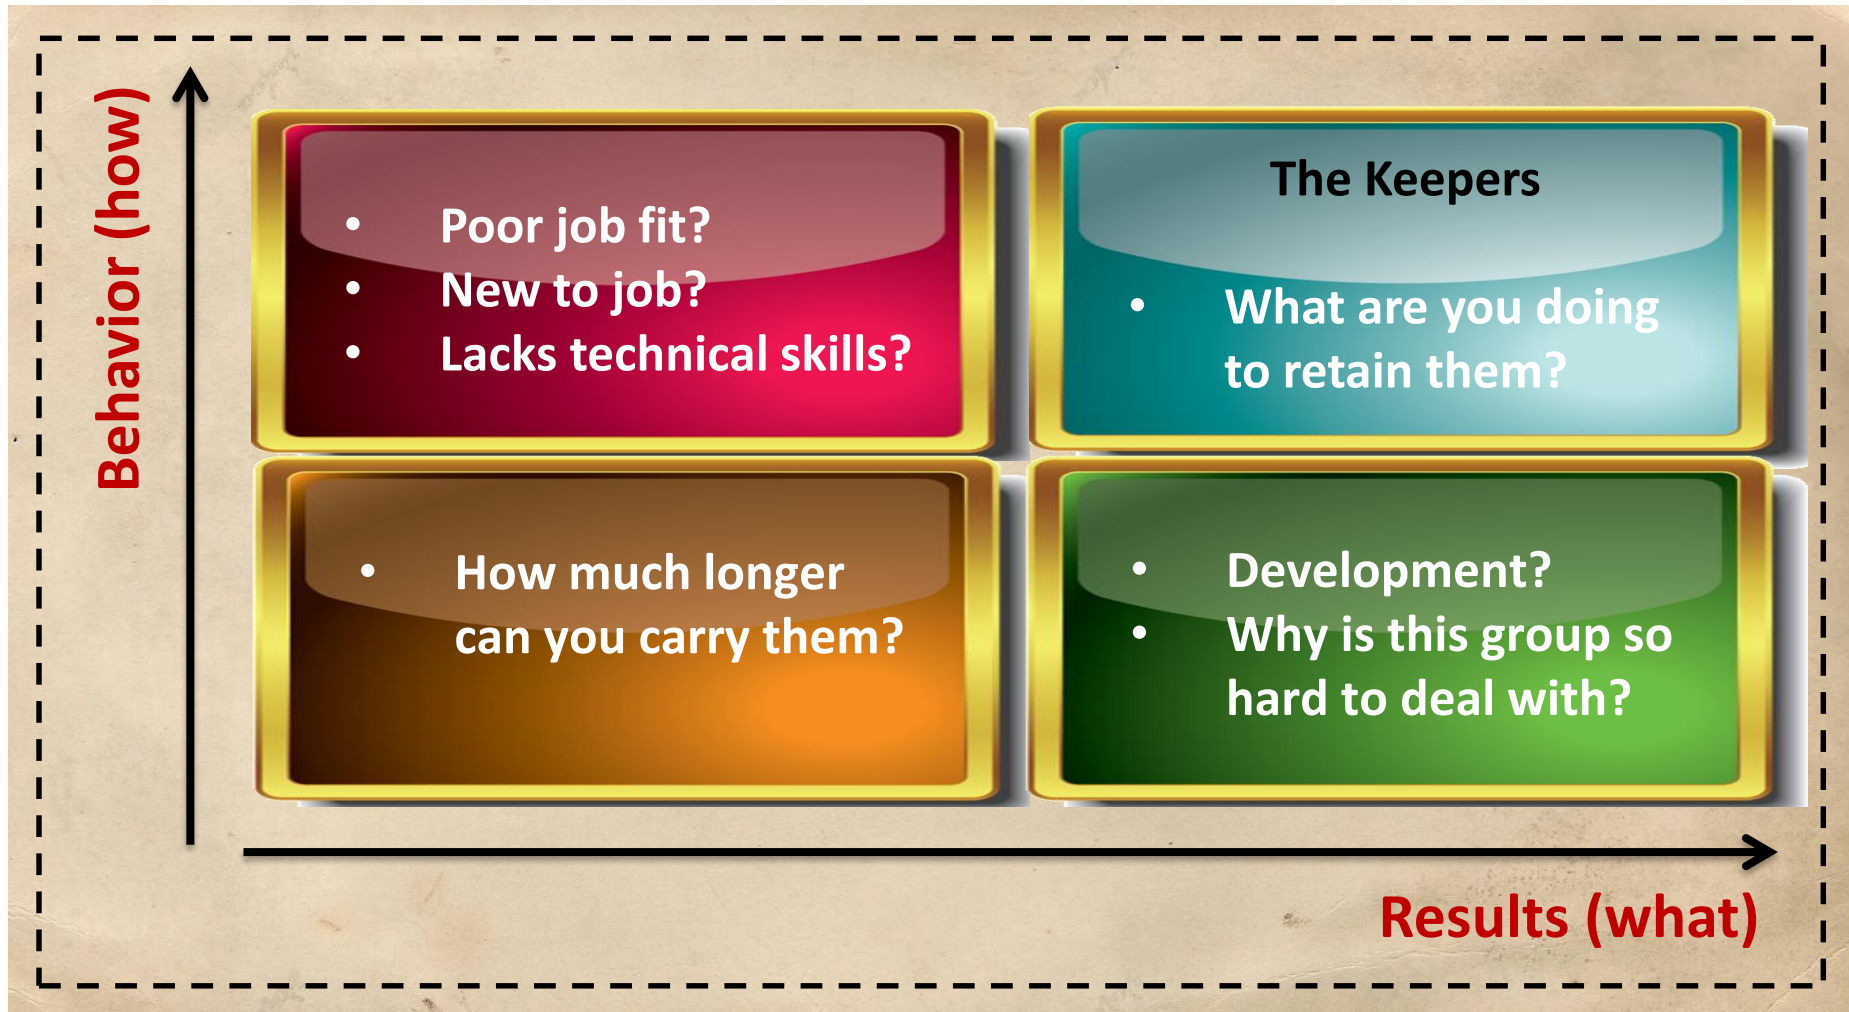 Behavior (how)
• Poor job fit?
• New to job?
• Lacks technical skills?
The Keepers
• What are you doing
to retain them?
• How much longer
can you carry them?
• Development?
• Why is this group so
hard to deal with?
Results (what)